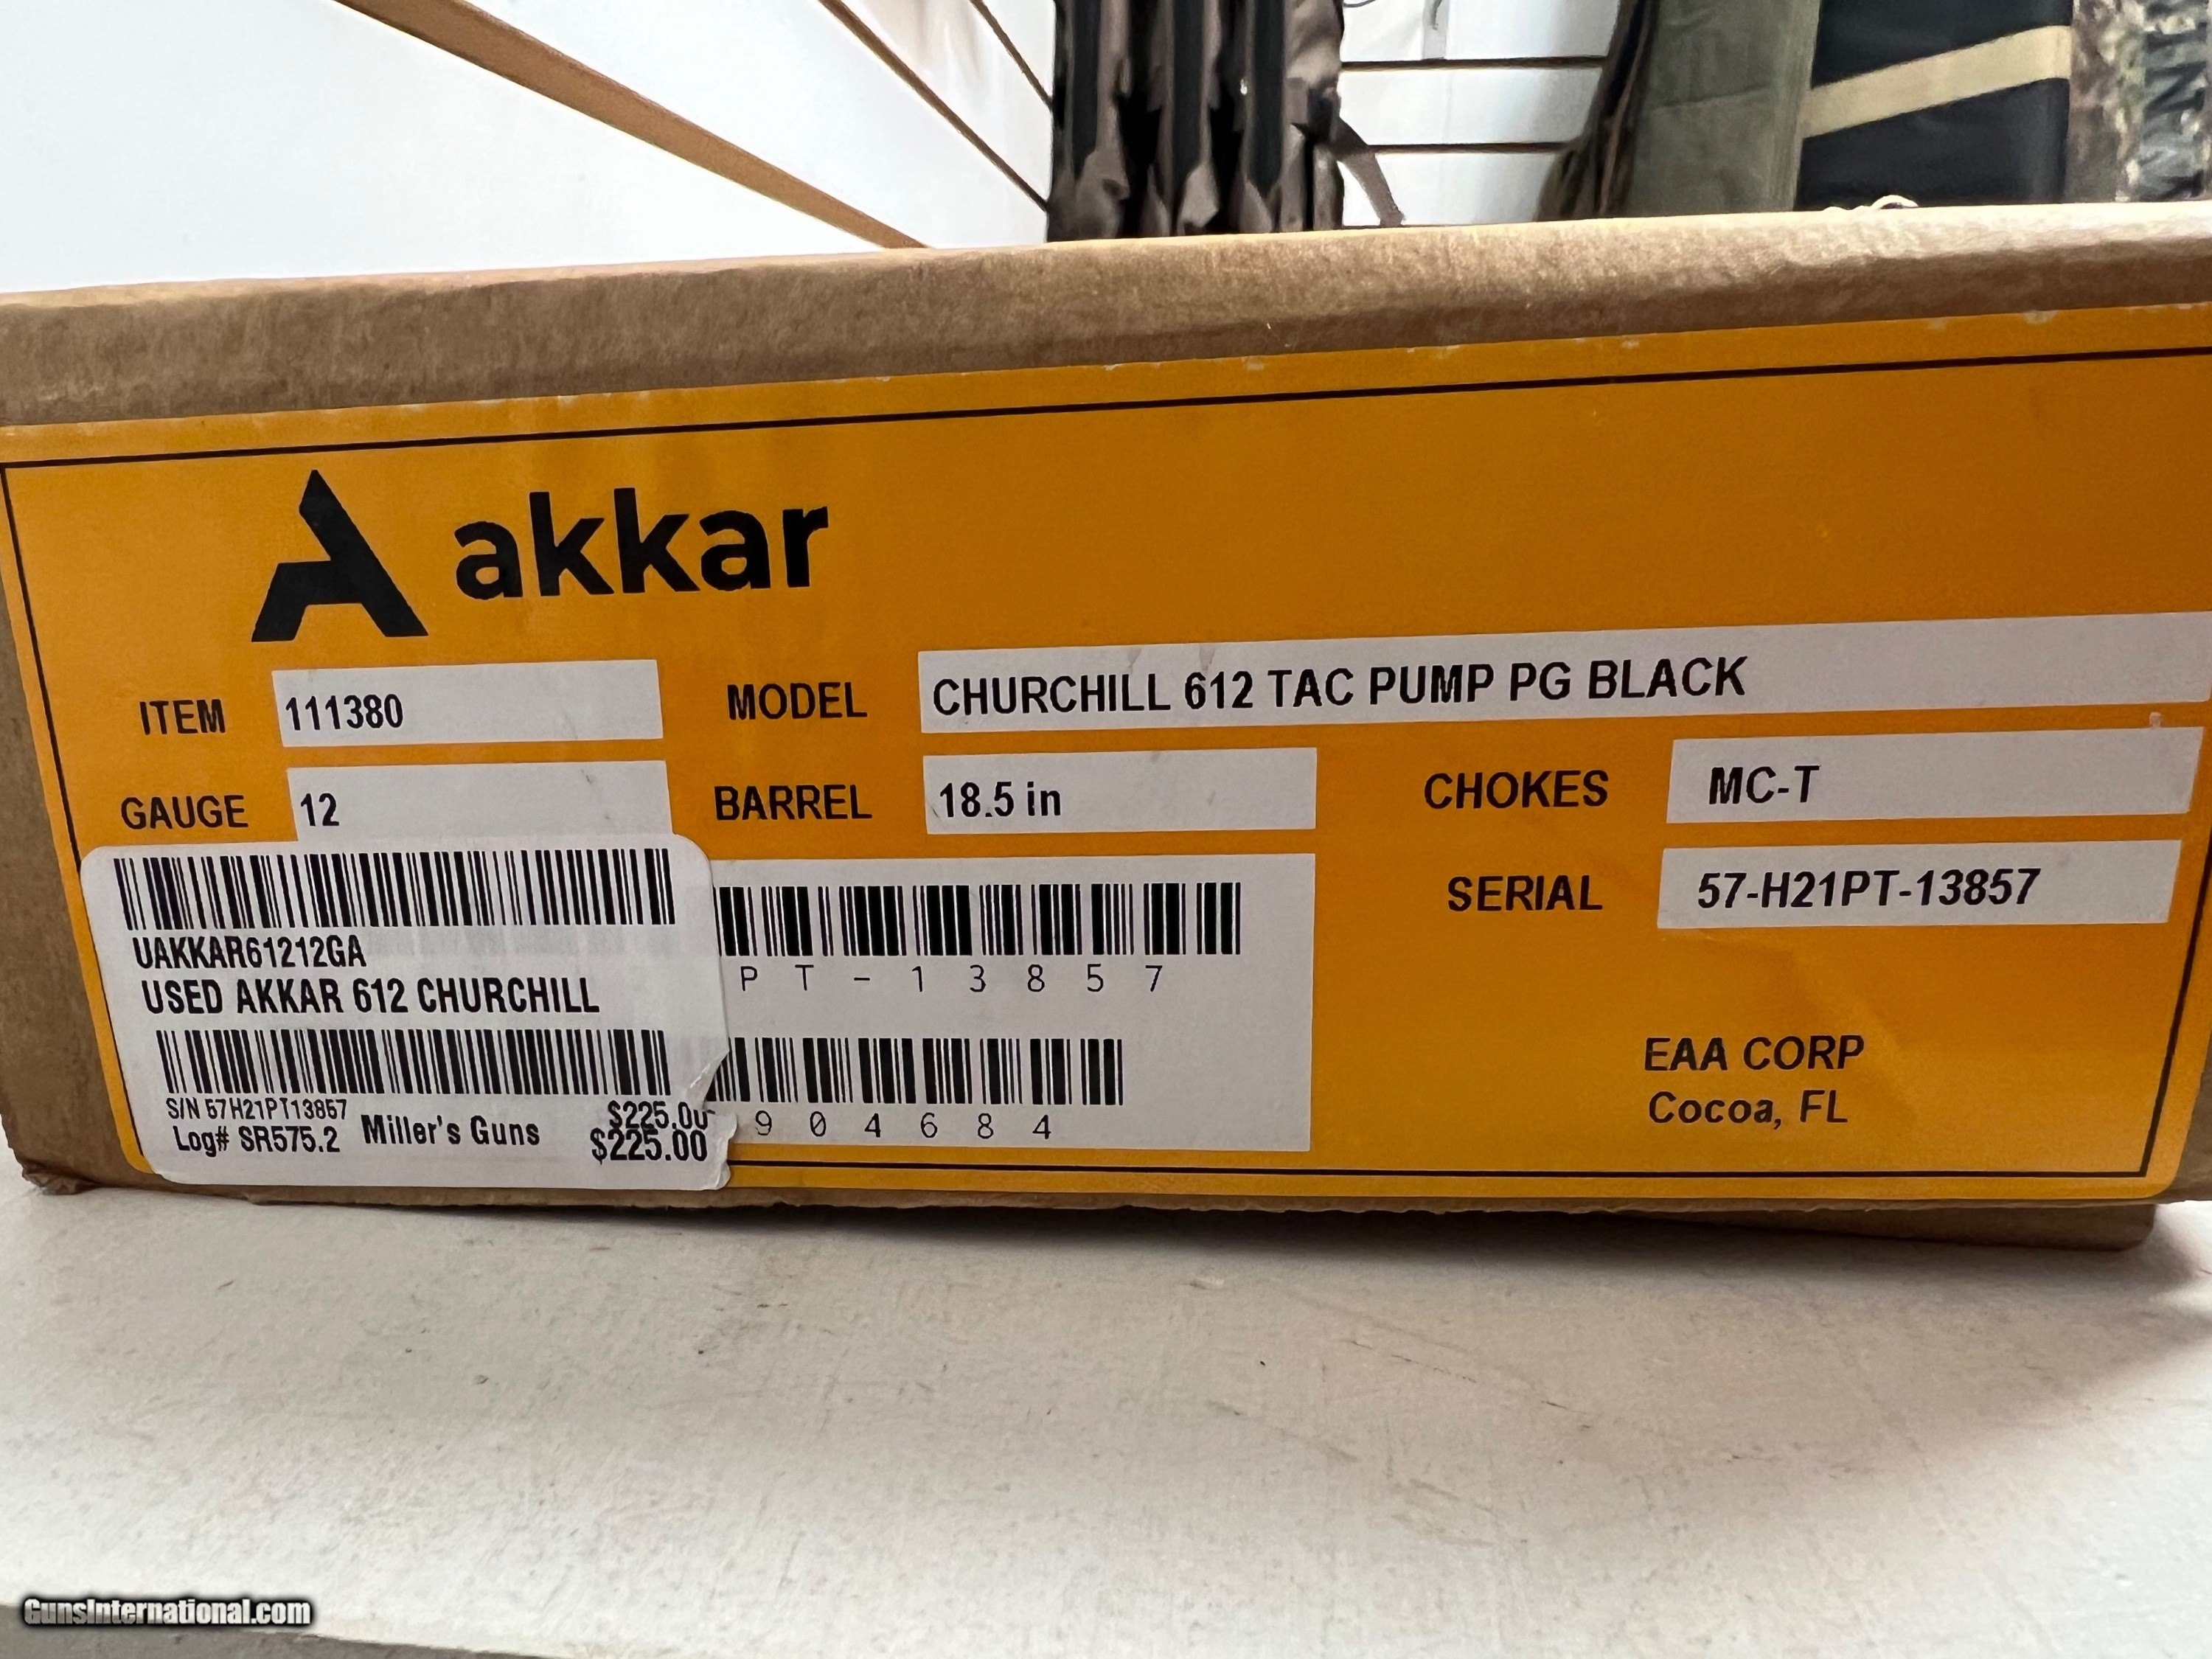 akkar
ITEM 111380 MODEL CHURCHILL 612 TAC PUMP PG BLACK
GAUGE 12 BARREL 18.5 in CHOKES MC-T
SERIAL 57-H21PT-13857
PT-13857
904684
EAA CORP
Cocoa, FL
UAKKAR61212GA
USED AKKAR 612 CHURCHILL
S/N 57H21PT13857
$225.00
Log# SR575.2 Miller's Guns $225.00
GunsInternational.com